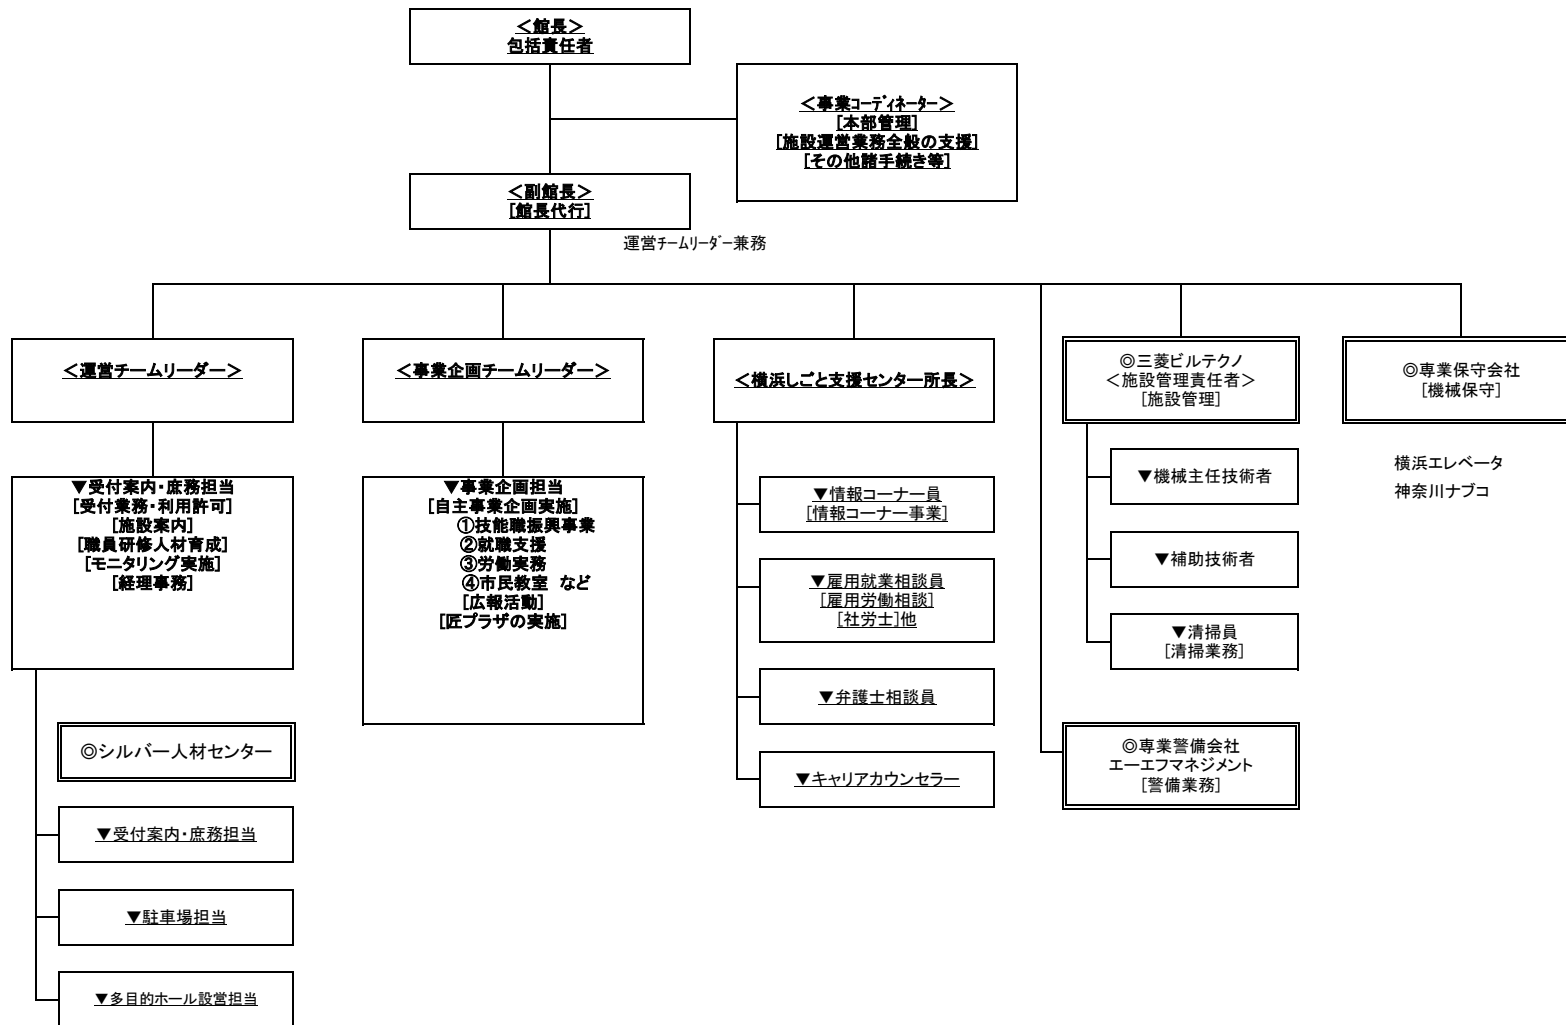 ＜館長＞
包括責任者
＜事業ｺｰﾃﾞｨﾈｰﾀｰ＞
[本部管理]
[施設運営業務全般の支援]
[その他諸手続き等]
＜副館長＞
[館長代行]
運営ﾁｰﾑﾘｰﾀﾞｰ兼務
＜運営チームリーダー＞
＜事業企画チームリーダー＞
＜横浜しごと支援センター所長＞
◎三菱ビルテクノ
＜施設管理責任者＞
[施設管理]
◎専業保守会社
[機械保守]
横浜エレベータ
神奈川ナブコ
▼受付案内・庶務担当
[受付業務・利用許可]
[施設案内]
[職員研修人材育成]
[モニタリング実施]
[経理事務]
▼事業企画担当
[自主事業企画実施]
①技能職振興事業
②就職支援
③労働実務
④市民教室 など
[広報活動]
[匠プラザの実施]
▼情報コーナー員
[情報コーナー事業]
▼雇用就業相談員
[雇用労働相談]
[社労士]他
▼弁護士相談員
▼キャリアカウンセラー
▼機械主任技術者
▼補助技術者
▼清掃員
[清掃業務]
◎専業警備会社
エーエフマネジメント
[警備業務]
◎シルバー人材センター
▼受付案内・庶務担当
▼駐車場担当
▼多目的ホール設営担当